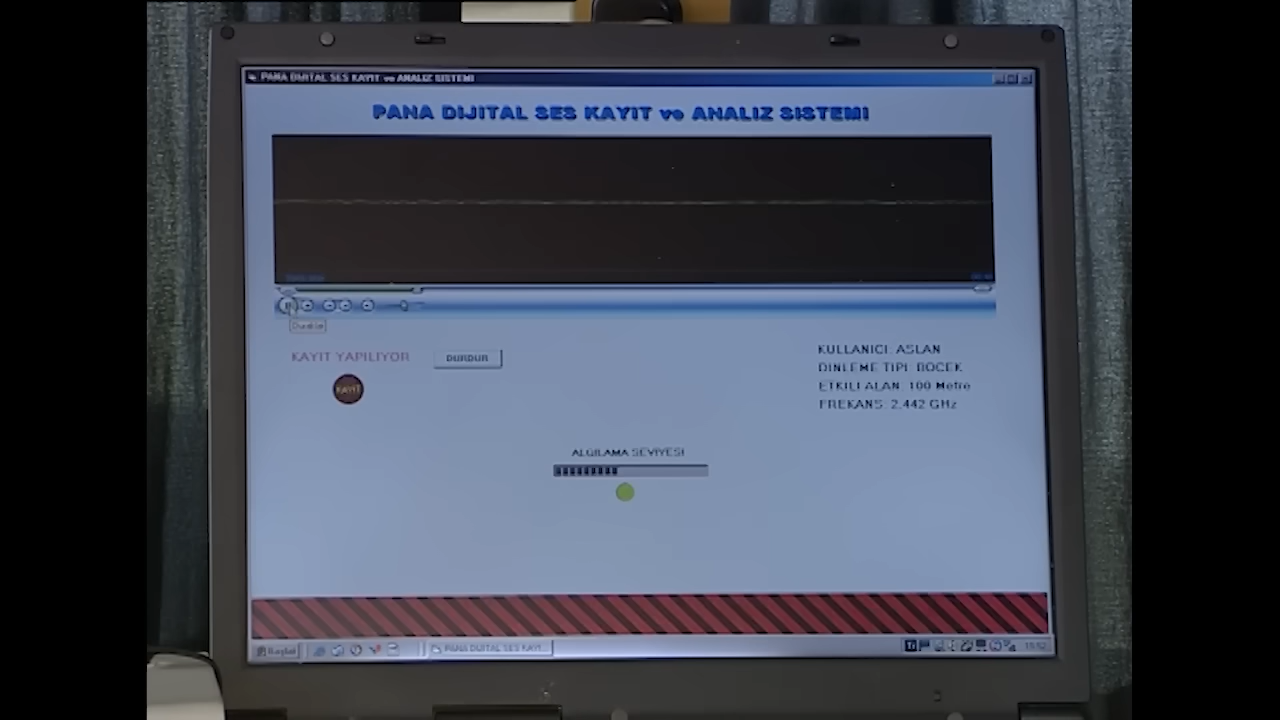 PANA DIJITAL SES KAYIT ve ANALIZ SISTEMI
PANA DIJITAL SES KAYIT ve ANALIZ SISTEMI
Duraklat
KAYIT YAPILIYOR
DURDUR
KAYIT
KULLANICI: ASLAN
DINLEME TIPI: BOCEK
ETKILI ALAN: 100 Metre
FREKANS: 2,442 GHz
ALGILAMA SEVIYESI
Başlat
PANA DIJITAL SES KAYIT...
Tr